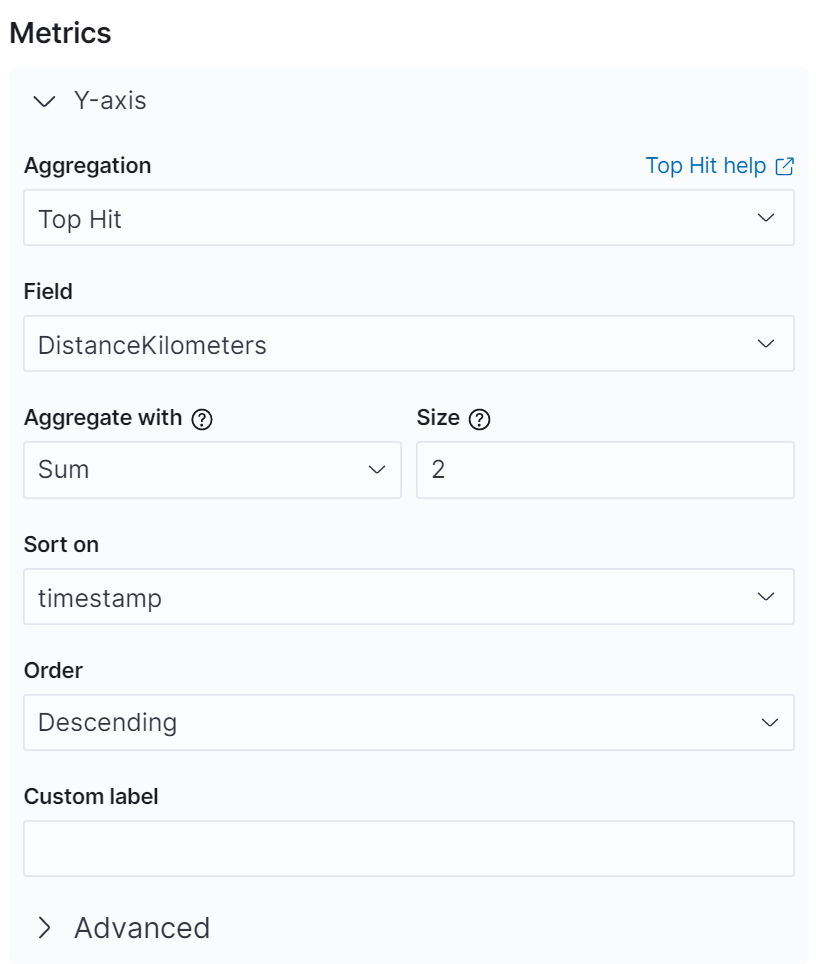 Metrics
Y-axis
Aggregation Top Hit help
Top Hit
Field
DistanceKilometers
Aggregate with Size
Sum 2
Sort on
timestamp
Order
Descending
Custom label
Advanced